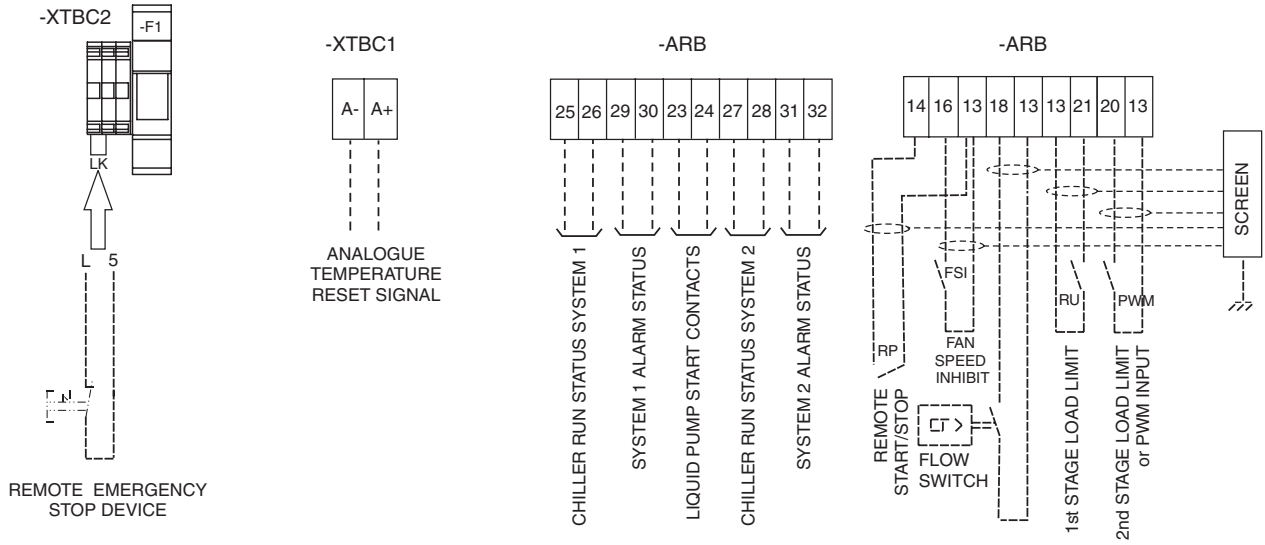 -XTBC2
-F1
LK
L 5
REMOTE EMERGENCY
STOP DEVICE
-XTBC1
A- A+
ANALOGUE
TEMPERATURE
RESET SIGNAL
-ARB
25 26 29 30 23 24 27 28 31 32
CHILLER RUN STATUS SYSTEM 1
SYSTEM 1 ALARM STATUS
LIQUID PUMP START CONTACTS
CHILLER RUN STATUS SYSTEM 2
SYSTEM 2 ALARM STATUS
-ARB
14 16 13 18 13 13 21 20 13
SCREEN
RP
REMOTE
START/STOP
FSI
FAN
SPEED
INHIBIT
FLOW
SWITCH
RU
1st STAGE LOAD LIMIT
PWM
2nd STAGE LOAD LIMIT
or PWM INPUT